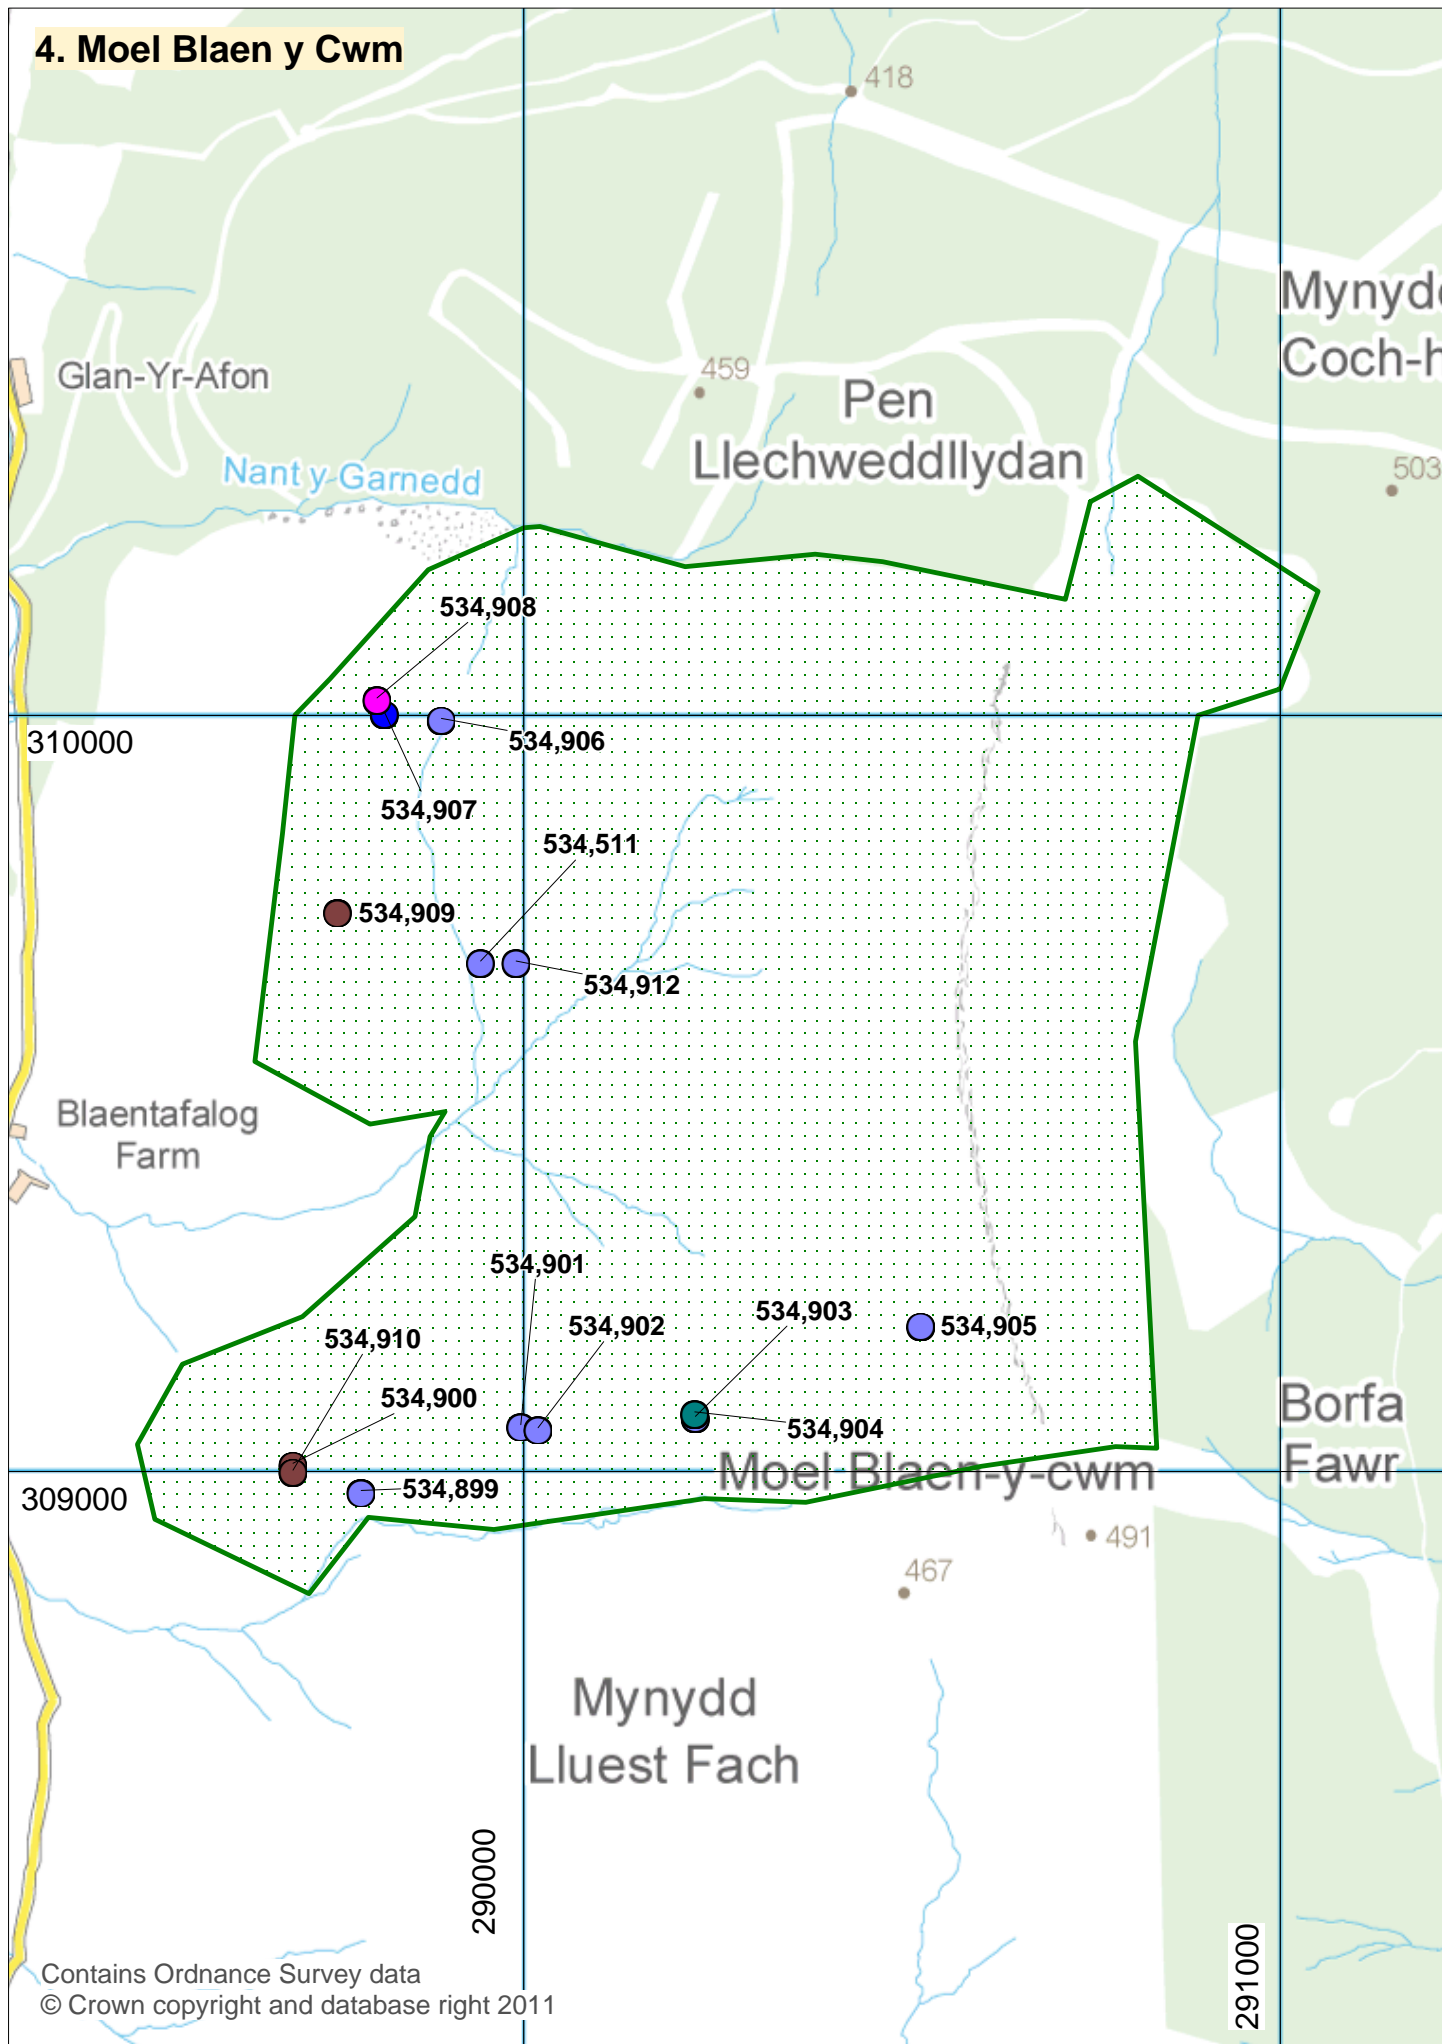 4. Moel Blaen y Cwm
418
Mynyd
Coch-h
Glan-Yr-Afon
459
Pen
Llechweddllydan
503
Nant y Garnedd
534,908
310000
534,906
534,907
534,511
534,909
534,912
Blaentafalog
Farm
534,901
534,903
534,902
534,905
534,910
534,900
534,904
Borfa
Fawr
Moel Blaen-y-cwm
309000
534,899
491
467
Mynydd
Lluest Fach
290000
291000
Contains Ordnance Survey data
© Crown copyright and database right 2011